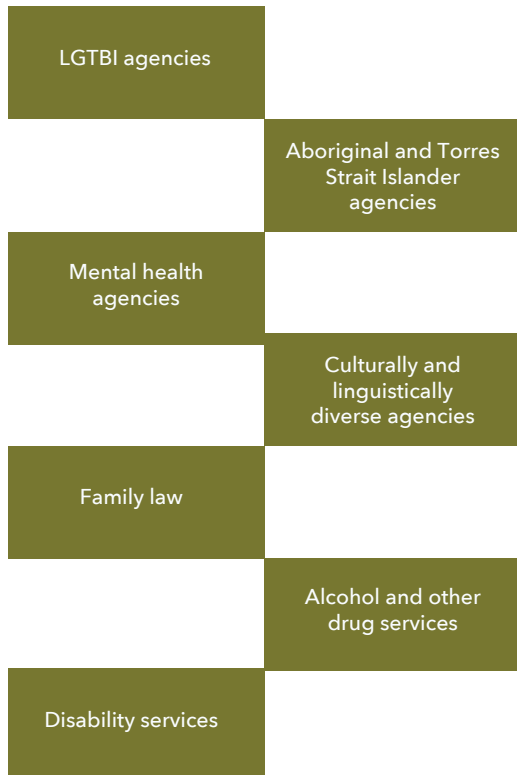 LGTBI agencies
Aboriginal and Torres
Strait Islander
agencies
Mental health
agencies
Culturally and
linguistically
diverse agencies
Family law
Alcohol and other
drug services
Disability services